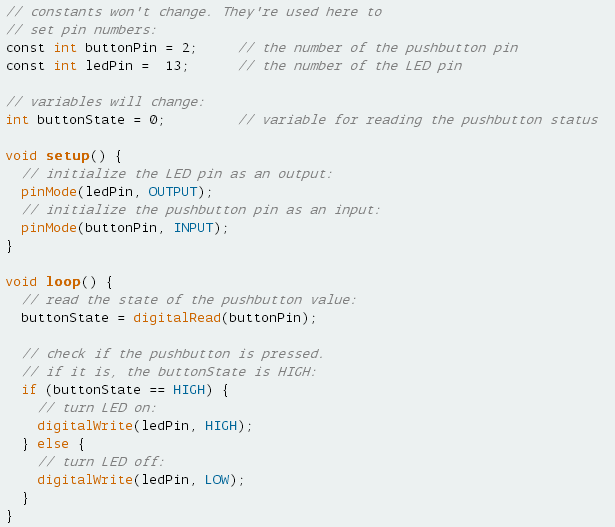 // constants won't change. They're used here to
// set pin numbers:
const int buttonPin = 2;     // the number of the pushbutton pin
const int ledPin =  13;      // the number of the LED pin

// variables will change:
int buttonState = 0;         // variable for reading the pushbutton status

void setup() {
  // initialize the LED pin as an output:
  pinMode(ledPin, OUTPUT);
  // initialize the pushbutton pin as an input:
  pinMode(buttonPin, INPUT);
}

void loop() {
  // read the state of the pushbutton value:
  buttonState = digitalRead(buttonPin);

  // check if the pushbutton is pressed.
  // if it is, the buttonState is HIGH:
  if (buttonState == HIGH) {
    // turn LED on:
    digitalWrite(ledPin, HIGH);
  } else {
    // turn LED off:
    digitalWrite(ledPin, LOW);
  }
}